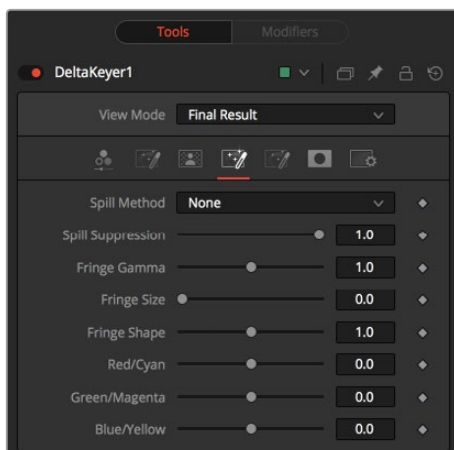 Tools Modifiers
DeltaKeyer1
View Mode Final Result
Spill Method None
Spill Suppression 1.0
Fringe Gamma 1.0
Fringe Size 0.0
Fringe Shape 1.0
Red/Cyan 0.0
Green/Magenta 0.0
Blue/Yellow 0.0